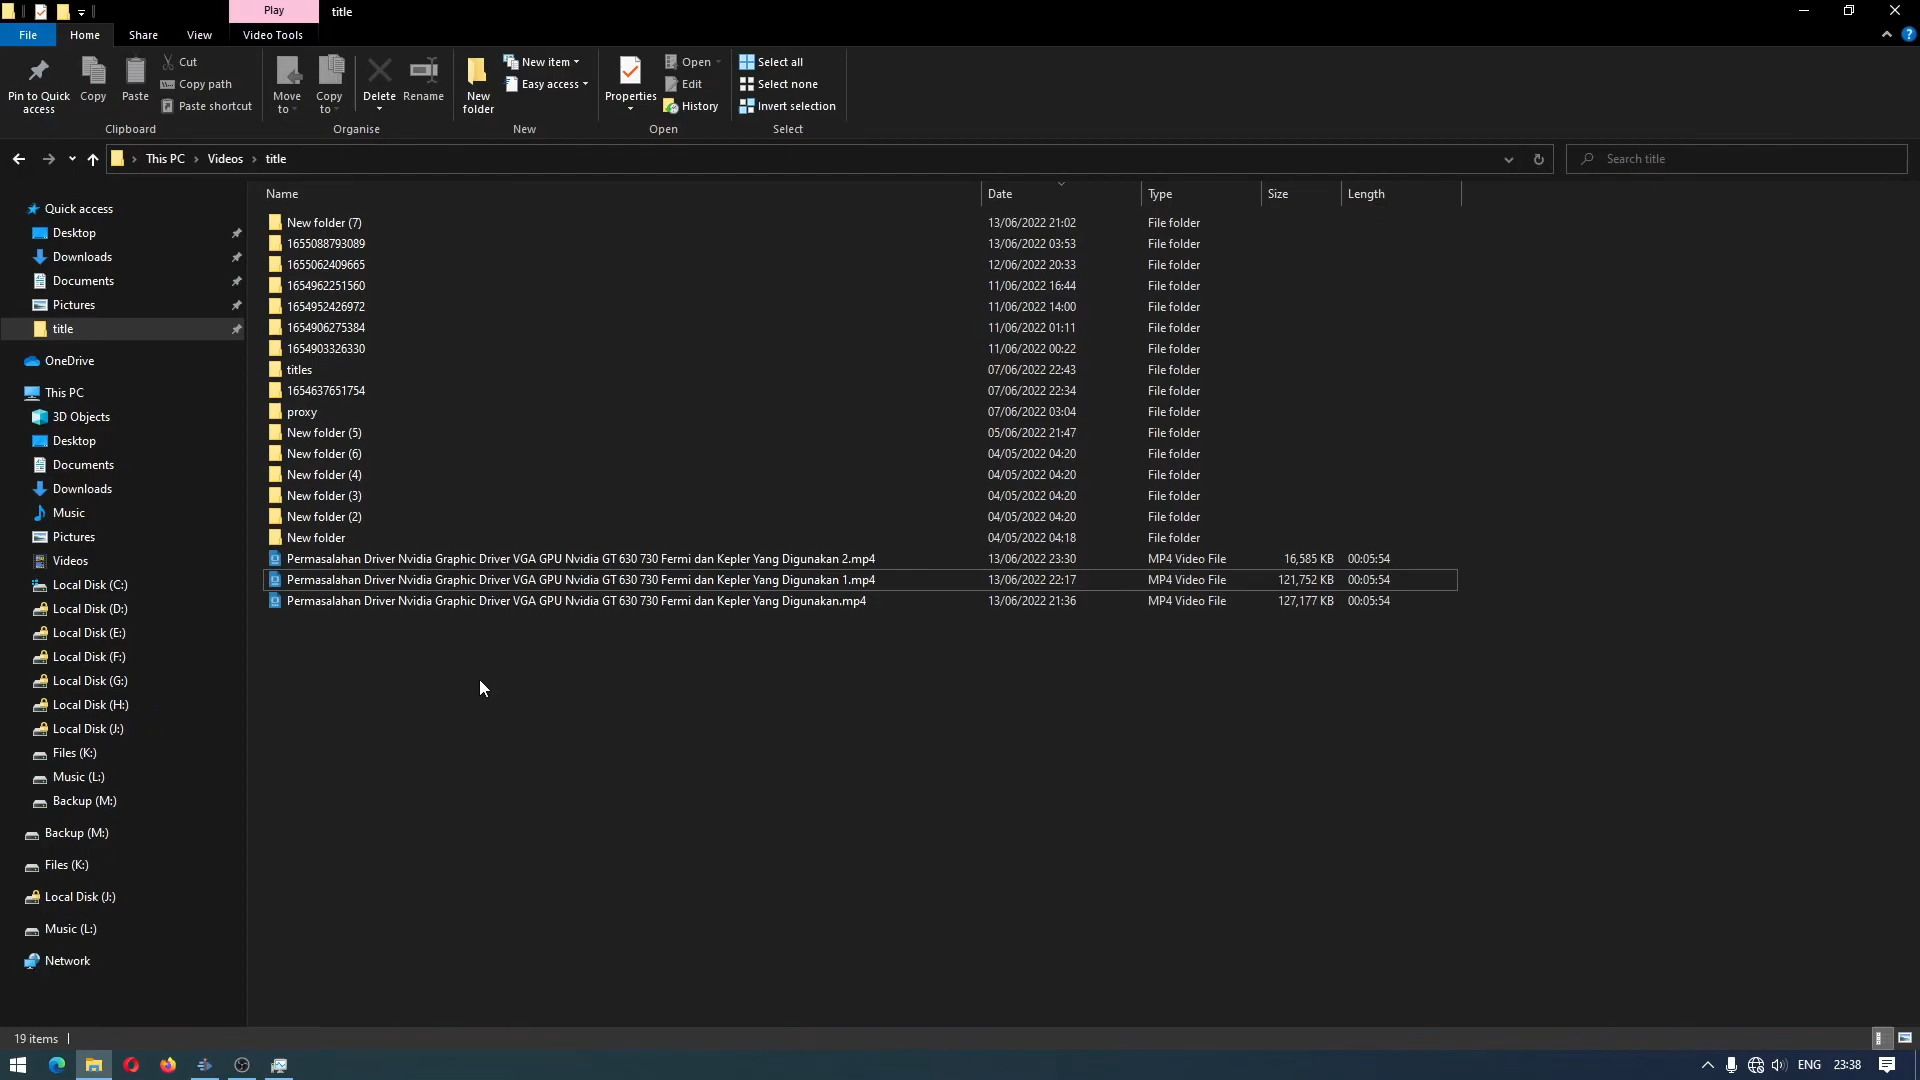 Play
title
File
Home
Share
View
Video Tools
Pin to Quick access
Copy
Paste
Cut
Copy path
Paste shortcut
Clipboard
Move to
Copy to
Delete
Rename
Organise
New folder
New item
Easy access
New
Properties
Open
Edit
History
Open
Select all
Select none
Invert selection
Select
This PC > Videos > title
Search title
Quick access
Desktop
Downloads
Documents
Pictures
title
OneDrive
This PC
3D Objects
Desktop
Documents
Downloads
Music
Pictures
Videos
Local Disk (C:)
Local Disk (D:)
Local Disk (E:)
Local Disk (F:)
Local Disk (G:)
Local Disk (H:)
Local Disk (J:)
Files (K:)
Music (L:)
Backup (M:)
Backup (M:)
Files (K:)
Local Disk (J:)
Music (L:)
Network
Name Date Type Size Length
New folder (7) 13/06/2022 21:02 File folder
1655088793089 13/06/2022 03:53 File folder
1655062409665 12/06/2022 20:33 File folder
1654962251560 11/06/2022 16:44 File folder
1654952426972 11/06/2022 14:00 File folder
1654906275384 11/06/2022 01:11 File folder
1654903326330 11/06/2022 00:22 File folder
titles 07/06/2022 22:43 File folder
1654637651754 07/06/2022 22:34 File folder
proxy 07/06/2022 03:04 File folder
New folder (5) 05/06/2022 21:47 File folder
New folder (6) 04/05/2022 04:20 File folder
New folder (4) 04/05/2022 04:20 File folder
New folder (3) 04/05/2022 04:20 File folder
New folder (2) 04/05/2022 04:20 File folder
New folder 04/05/2022 04:18 File folder
Permasalahan Driver Nvidia Graphic Driver VGA GPU Nvidia GT 630 730 Fermi dan Kepler Yang Digunakan 2.mp4 13/06/2022 23:30 MP4 Video File 16,585 KB 00:05:54
Permasalahan Driver Nvidia Graphic Driver VGA GPU Nvidia GT 630 730 Fermi dan Kepler Yang Digunakan 1.mp4 13/06/2022 22:17 MP4 Video File 121,752 KB 00:05:54
Permasalahan Driver Nvidia Graphic Driver VGA GPU Nvidia GT 630 730 Fermi dan Kepler Yang Digunakan.mp4 13/06/2022 21:36 MP4 Video File 127,177 KB 00:05:54
19 items
ENG 23:38